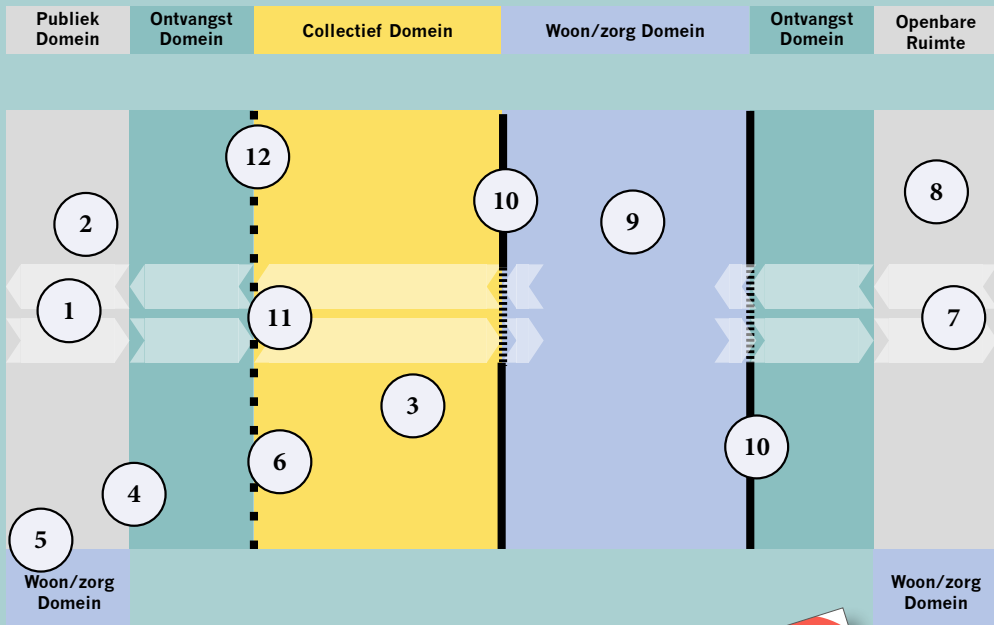 Publiek
Domein
Ontvangst
Domein
Collectief Domein
Woon/zorg Domein
Ontvangst
Domein
Openbare
Ruimte
12
10
8
2
9
1
11
7
3
10
6
4
5
Woon/zorg
Domein
Woon/zorg
Domein